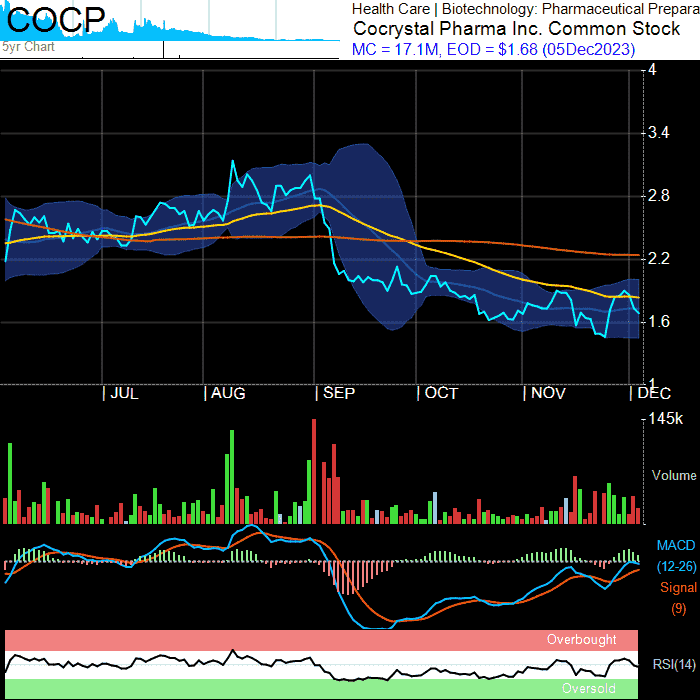 COCP
5yr Chart
Health Care | Biotechnology: Pharmaceutical Prepara
Cocrystal Pharma Inc. Common Stock
MC = 17.1M, EOD = $1.68 (05Dec2023)
4
3.4
2.8
2.2
1.6
1
| JUL | AUG | SEP | OCT | NOV | DEC
145k
Volume
MACD
(12-26)
Signal
(9)
Overbought
RSI(14)
Oversold